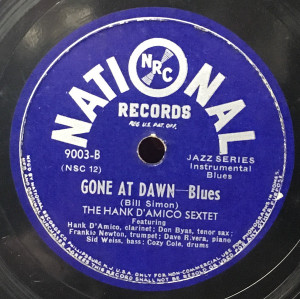 NATIONAL
NRC
RECORDS
REG. U.S. PAT. OFF.
9003-B
(NSC 12)
JAZZ SERIES
Instrumental
Blues
GONE AT DAWN—Blues
(Bill Simon)
THE HANK D'AMICO SEXTET
Featuring
Hank D'Amico, clarinet; Don Byas, tenor sax;
Frankie Newton, trumpet; Dave Rivera, piano
Sid Weiss, bass; Cozy Cole, drums